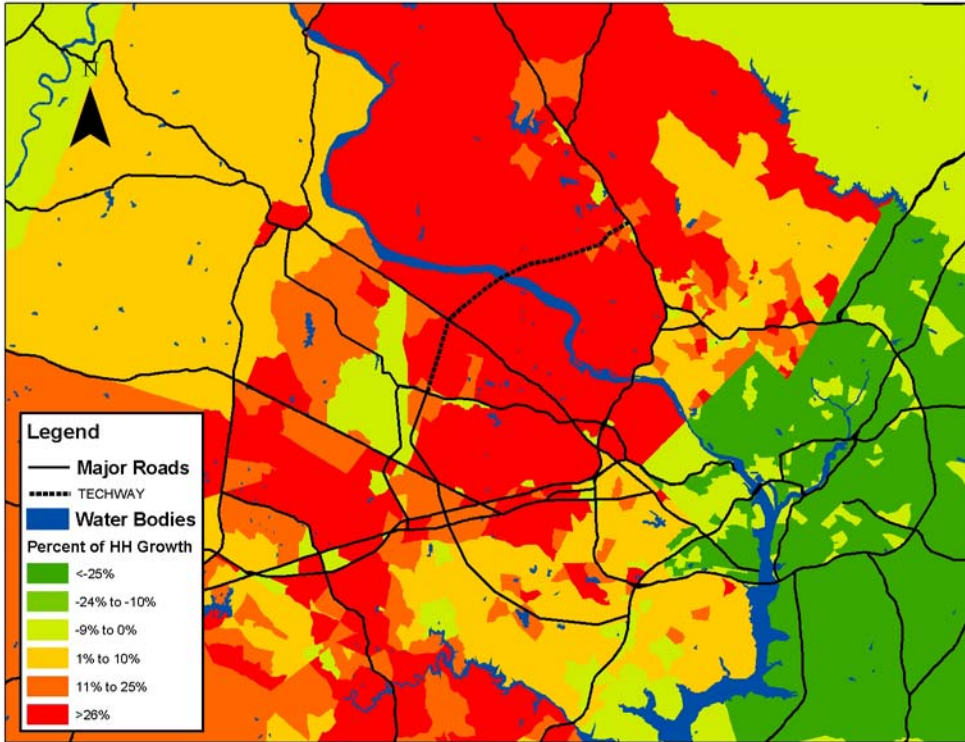 N
Legend
Major Roads
TECHWAY
Water Bodies
Percent of HH Growth
<-25%
-24% to -10%
-9% to 0%
1% to 10%
11% to 25%
>26%